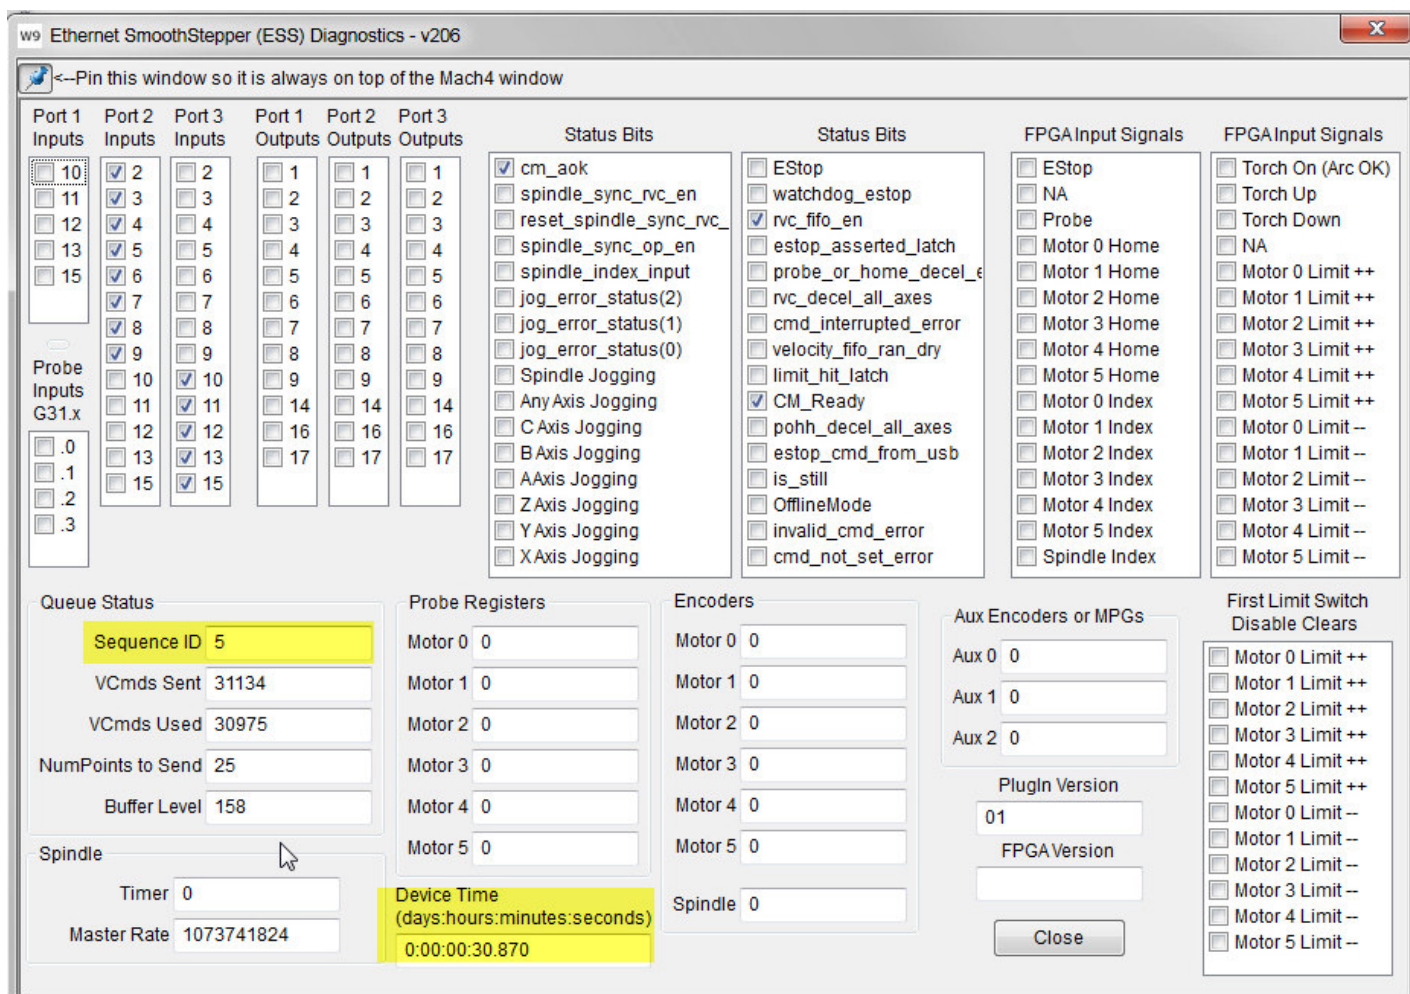 W9 Ethernet SmoothStepper (ESS) Diagnostics - v206
X
<--Pin this window so it is always on top of the Mach4 window
Port 1 Inputs
10
11
12
13
15
Port 2 Inputs
2
3
4
5
6
7
8
9
10
11
12
13
15
Port 3 Inputs
2
3
4
5
6
7
8
9
10
11
12
13
15
Port 1 Outputs
1
2
3
4
5
6
7
8
9
14
16
17
Port 2 Outputs
1
2
3
4
5
6
7
8
9
14
16
17
Port 3 Outputs
1
2
3
4
5
6
7
8
9
14
16
17
Probe
Inputs
G31.x
.0
.1
.2
.3
Status Bits
cm_aok
spindle_sync_rvc_en
reset_spindle_sync_rvc_
spindle_sync_op_en
spindle_index_input
jog_error_status(2)
jog_error_status(1)
jog_error_status(0)
Spindle Jogging
Any Axis Jogging
C Axis Jogging
B Axis Jogging
A Axis Jogging
Z Axis Jogging
Y Axis Jogging
X Axis Jogging
Status Bits
EStop
watchdog_estop
rvc_fifo_en
estop_asserted_latch
probe_or_home_decel_e
rvc_decel_all_axes
cmd_interrupted_error
velocity_fifo_ran_dry
limit_hit_latch
CM_Ready
pohh_decel_all_axes
estop_cmd_from_usb
is_still
OfflineMode
invalid_cmd_error
cmd_not_set_error
FPGA Input Signals
EStop
NA
Probe
Motor 0 Home
Motor 1 Home
Motor 2 Home
Motor 3 Home
Motor 4 Home
Motor 5 Home
Motor 0 Index
Motor 1 Index
Motor 2 Index
Motor 3 Index
Motor 4 Index
Motor 5 Index
Spindle Index
FPGA Input Signals
Torch On (Arc OK)
Torch Up
Torch Down
NA
Motor 0 Limit ++
Motor 1 Limit ++
Motor 2 Limit ++
Motor 3 Limit ++
Motor 4 Limit ++
Motor 5 Limit ++
Motor 0 Limit --
Motor 1 Limit --
Motor 2 Limit --
Motor 3 Limit --
Motor 4 Limit --
Motor 5 Limit --
Queue Status
Sequence ID 5
VCmds Sent 31134
VCmds Used 30975
NumPoints to Send 25
Buffer Level 158
Spindle
Timer 0
Master Rate 1073741824
Probe Registers
Motor 0 0
Motor 1 0
Motor 2 0
Motor 3 0
Motor 4 0
Motor 5 0
Device Time
(days:hours:minutes:seconds)
0:00:00:30.870
Encoders
Motor 0 0
Motor 1 0
Motor 2 0
Motor 3 0
Motor 4 0
Motor 5 0
Spindle 0
Aux Encoders or MPGs
Aux 0 0
Aux 1 0
Aux 2 0
PlugIn Version
01
FPGA Version
Close
First Limit Switch
Disable Clears
Motor 0 Limit ++
Motor 1 Limit ++
Motor 2 Limit ++
Motor 3 Limit ++
Motor 4 Limit ++
Motor 5 Limit ++
Motor 0 Limit --
Motor 1 Limit --
Motor 2 Limit --
Motor 3 Limit --
Motor 4 Limit --
Motor 5 Limit --